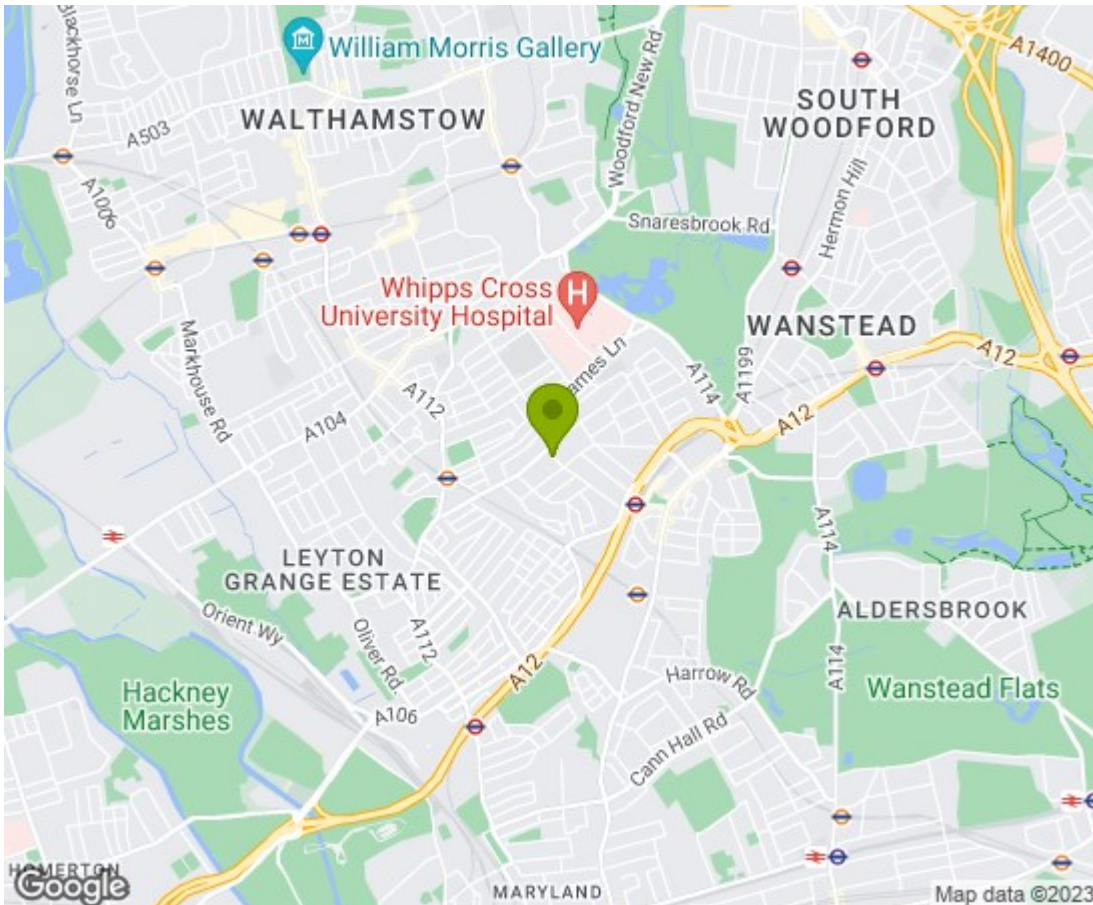 Blackhorse Ln
William Morris Gallery
Woodford New Rd
A1400
SOUTH
WOODFORD
WALTHAMSTOW
A503
A1006
Hermon Hill
Snaresbrook Rd
Whipps Cross
University Hospital
H
WANSTEAD
Markhouse Rd
A12
A1199
A114
A112
A104
A12
LEYTON
GRANGE ESTATE
A114
ALDERSBROOK
Orient Wy
Oliver Rd
A112
A12
Harrow Rd
A114
Wanstead Flats
Hackney
Marshes
A106
Cann Hall Rd
HOMERTON
Google
MARYLAND
Map data ©2023